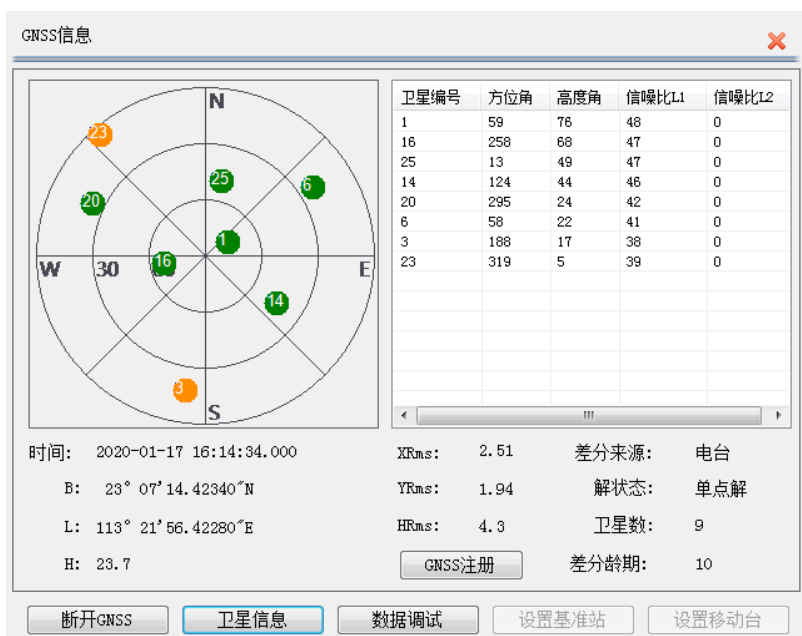 GNSS信息
N
23
25
6
20
1
16
W
30
E
14
3
S
卫星编号 方位角 高度角 信噪比L1 信噪比L2
1 59 76 48 0
16 258 68 47 0
25 13 49 47 0
14 124 44 46 0
20 295 24 42 0
6 58 22 41 0
3 188 17 38 0
23 319 5 39 0
时间: 2020-01-17 16:14:34.000 XRms: 2.51 差分来源: 电台
B: 23° 07′14.42340″N YRms: 1.94 解状态: 单点解
L: 113° 21′56.42280″E HRms: 4.3 卫星数: 9
H: 23.7 GNSS注册 差分龄期: 10
断开GNSS 卫星信息 数据调试 设置基准站 设置移动台